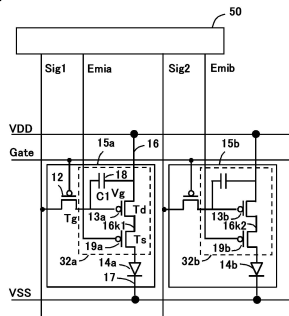 50
Sig1 Emia Sig2 Emib
VDD 15a 16 15b
Gate
12 18
C1 Vg
Tg 13a Td 13b
16k1 16k2
19a Ts 19b
32a 14a 32b 14b
17
VSS